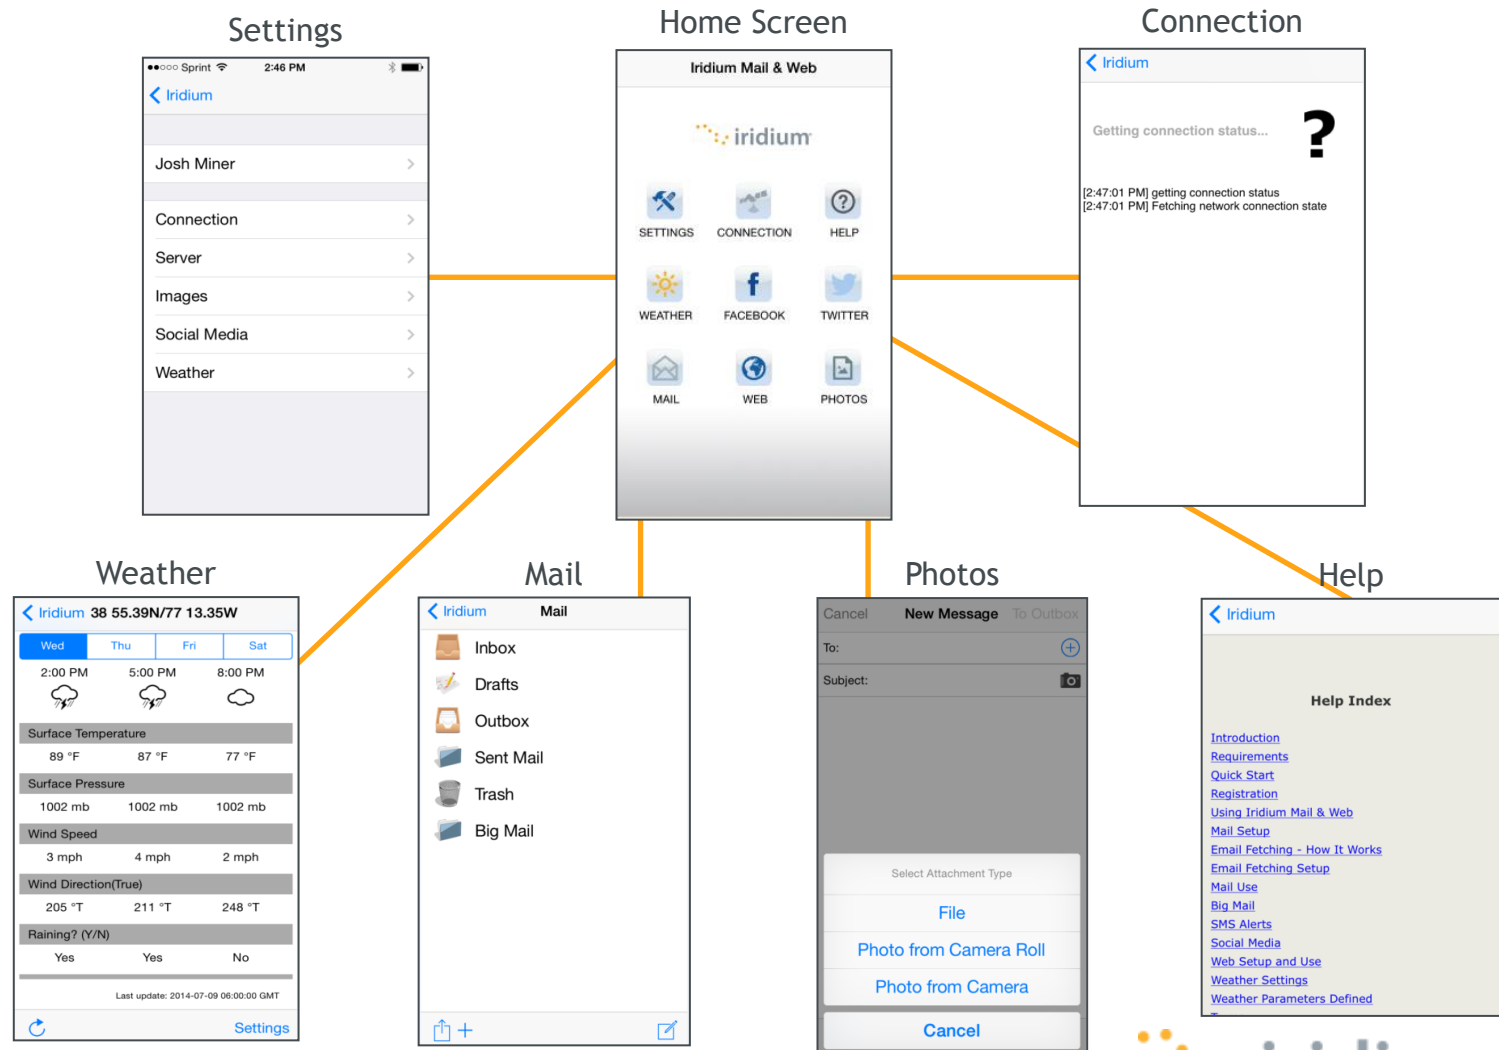 Settings
Home Screen
Connection
Sprint 2:46 PM
Iridium
Josh Miner
Connection
Server
Images
Social Media
Weather
Iridium Mail & Web
iridium
SETTINGS CONNECTION HELP
WEATHER FACEBOOK TWITTER
MAIL WEB PHOTOS
Iridium
Getting connection status... ?
[2:47:01 PM] getting connection status
[2:47:01 PM] Fetching network connection state
Weather
Mail
Photos
Help
Iridium 38 55.39N/77 13.35W
Wed Thu Fri Sat
2:00 PM 5:00 PM 8:00 PM
Surface Temperature
89 °F 87 °F 77 °F
Surface Pressure
1002 mb 1002 mb 1002 mb
Wind Speed
3 mph 4 mph 2 mph
Wind Direction(True)
205 °T 211 °T 248 °T
Raining? (Y/N)
Yes Yes No
Last update: 2014-07-09 06:00:00 GMT
Settings
Iridium Mail
Inbox
Drafts
Outbox
Sent Mail
Trash
Big Mail
Cancel New Message To Outbox
To:
Subject:
Select Attachment Type
File
Photo from Camera Roll
Photo from Camera
Cancel
Iridium
Help Index
Introduction
Requirements
Quick Start
Registration
Using Iridium Mail & Web
Mail Setup
Email Fetching - How It Works
Email Fetching Setup
Mail Use
Big Mail
SMS Alerts
Social Media
Web Setup and Use
Weather Settings
Weather Parameters Defined